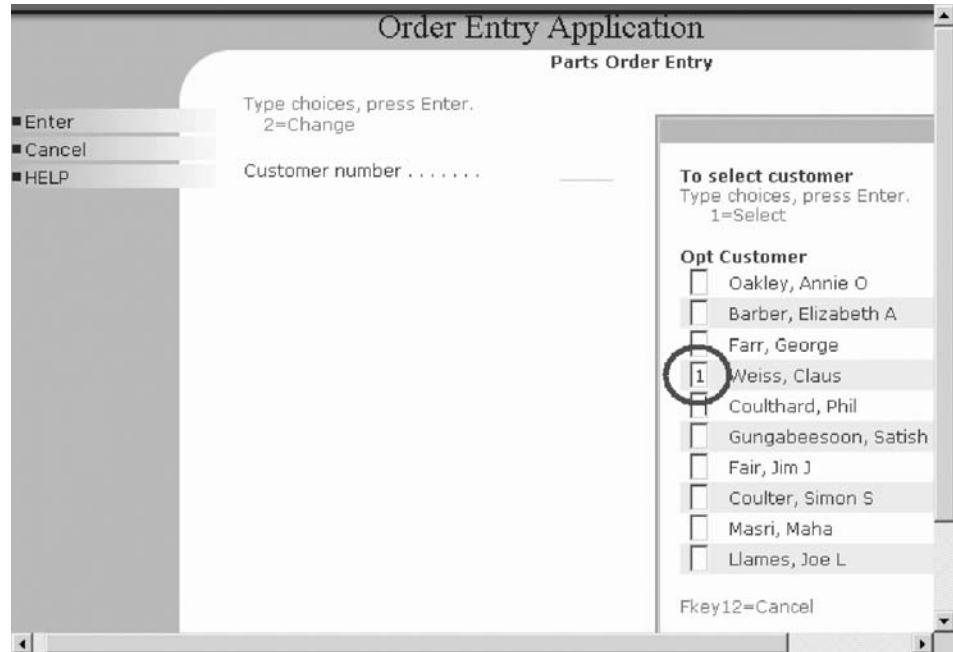 Order Entry Application
Parts Order Entry
Enter
Cancel
HELP
Type choices, press Enter.
2=Change
Customer number . . . . . . .
To select customer
Type choices, press Enter.
1=Select
Opt Customer
Oakley, Annie O
Barber, Elizabeth A
Farr, George
1 Weiss, Claus
Coulthard, Phil
Gungabeesoon, Satish
Fair, Jim J
Coulter, Simon S
Masri, Maha
Llames, Joe L
Fkey12=Cancel